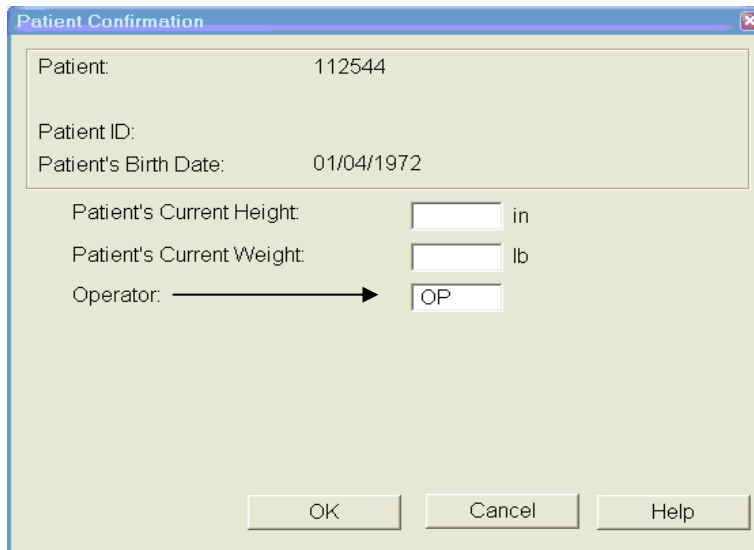 Patient Confirmation
Patient: 112544
Patient ID:
Patient's Birth Date: 01/04/1972
Patient's Current Height: in
Patient's Current Weight: lb
Operator: OP
OK Cancel Help